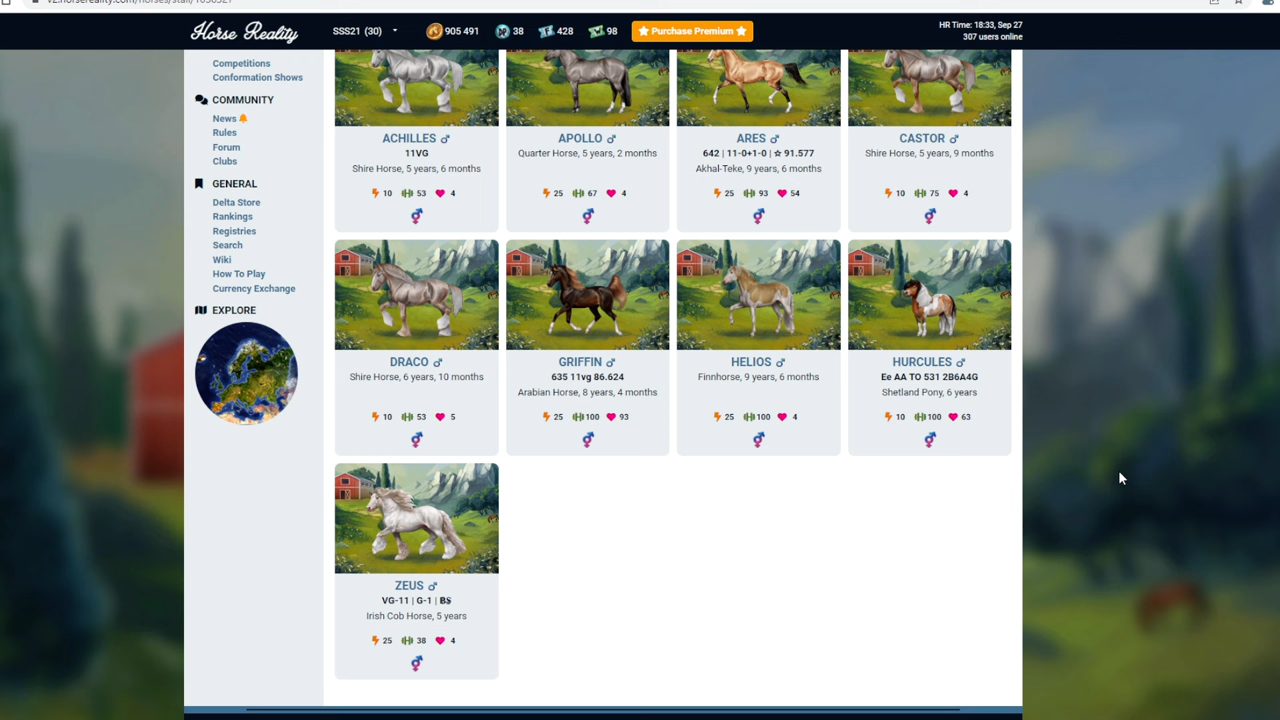 v2.horsereality.com/horses/stall/1658527
Horse Reality
SSS21 (30)
905 491
38
428
98
Purchase Premium
HR Time: 18:33, Sep 27
307 users online
Competitions
Conformation Shows
COMMUNITY
News
Rules
Forum
Clubs
GENERAL
Delta Store
Rankings
Registries
Search
Wiki
How To Play
Currency Exchange
EXPLORE
ACHILLES ♂
11VG
Shire Horse, 5 years, 6 months
10 53 4
APOLLO ♂
Quarter Horse, 5 years, 2 months
25 67 4
ARES ♂
642 | 11-0+1-0 | ☆ 91.577
Akhal-Teke, 9 years, 6 months
25 93 54
CASTOR ♂
Shire Horse, 5 years, 9 months
10 75 4
DRACO ♂
Shire Horse, 6 years, 10 months
10 53 5
GRIFFIN ♂
635 11vg 86.624
Arabian Horse, 8 years, 4 months
25 100 93
HELIOS ♂
Finnhorse, 9 years, 6 months
25 100 4
HURCULES ♂
Ee AA TO 531 2B6A4G
Shetland Pony, 6 years
10 100 63
ZEUS ♂
VG-11 | G-1 | B$
Irish Cob Horse, 5 years
25 38 4